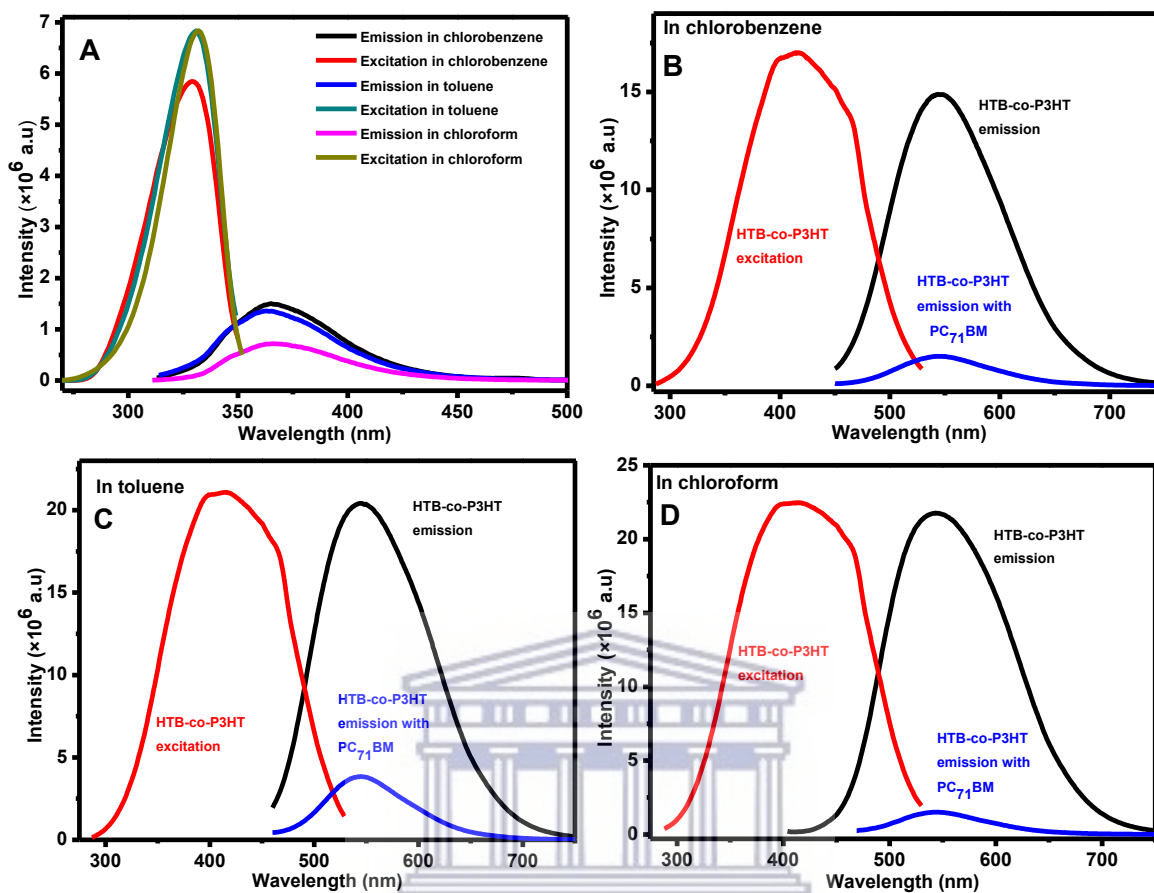 A
Emission in chlorobenzene
Excitation in chlorobenzene
Emission in toluene
Excitation in toluene
Emission in chloroform
Excitation in chloroform
Intensity (×10⁶ a.u)
7
6
5
4
3
2
1
0
300 350 400 450 500
Wavelength (nm)
In chlorobenzene
B
HTB-co-P3HT
emission
HTB-co-P3HT
excitation
HTB-co-P3HT
emission with
PC₇₁BM
Intensity (×10⁶ a.u)
15
10
5
0
300 400 500 600 700
Wavelength (nm)
In toluene
C
HTB-co-P3HT
emission
HTB-co-P3HT
excitation
HTB-co-P3HT
emission with
PC₇₁BM
Intensity (×10⁶ a.u)
20
15
10
5
0
300 400 500 600 700
Wavelength (nm)
In chloroform
D
HTB-co-P3HT
emission
HTB-co-P3HT
excitation
HTB-co-P3HT
emission with
PC₇₁BM
Intensity (×10⁶ a.u)
25
20
15
10
5
0
300 400 500 600 700
Wavelength (nm)